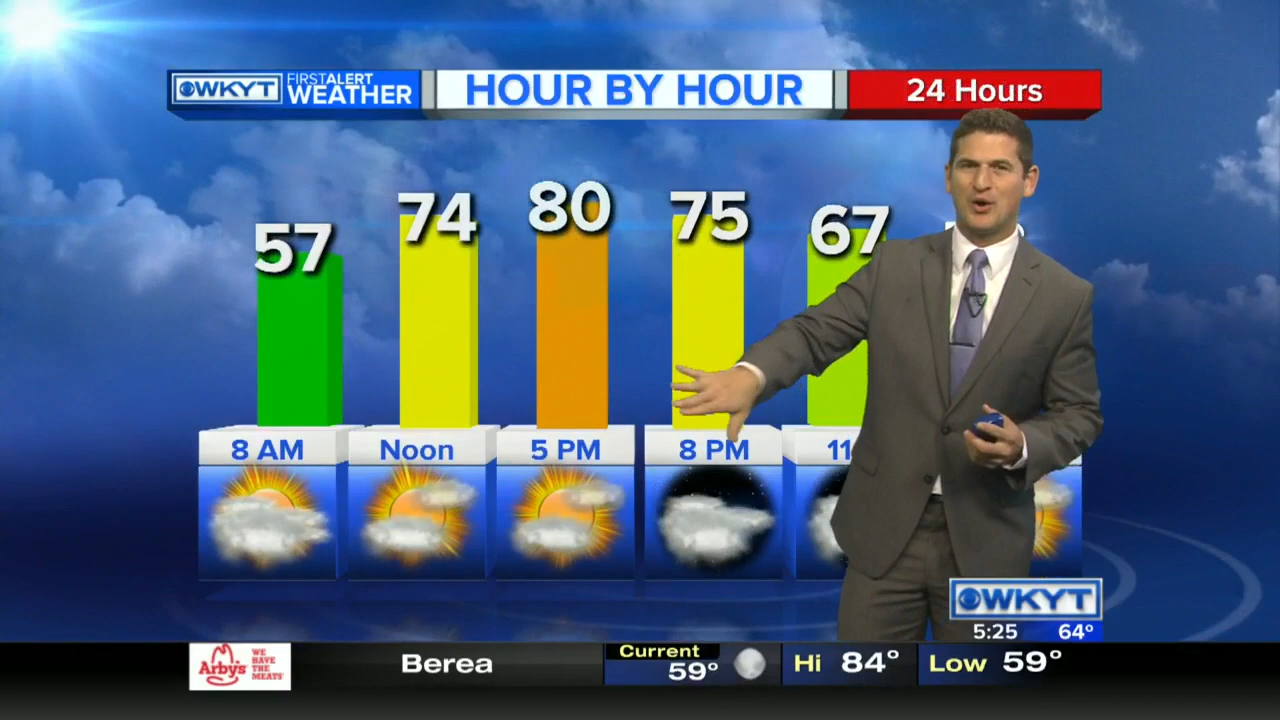 WKYT FIRST ALERT WEATHER
HOUR BY HOUR
24 Hours
57
74
80
75
67
8 AM
Noon
5 PM
8 PM
11
WKYT
5:25 64°
Arby's WE HAVE THE MEATS
Berea
Current 59°
Hi 84°
Low 59°